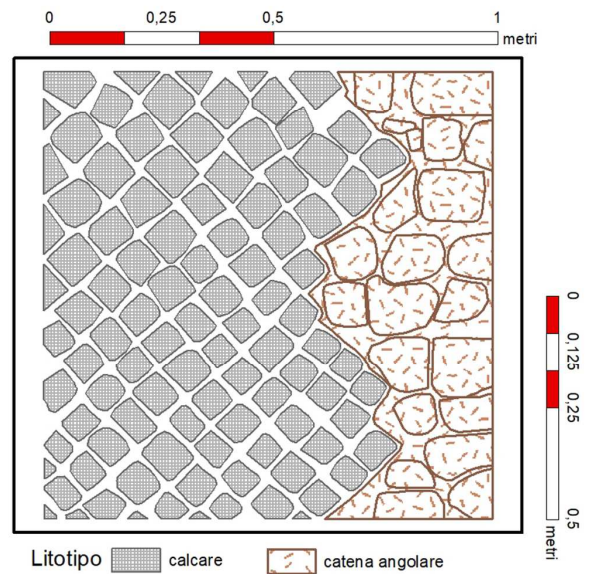 0 0,25 0,5 1
metri
0 0,125 0,25 0,5
metri
Litotipo calcare catena angolare